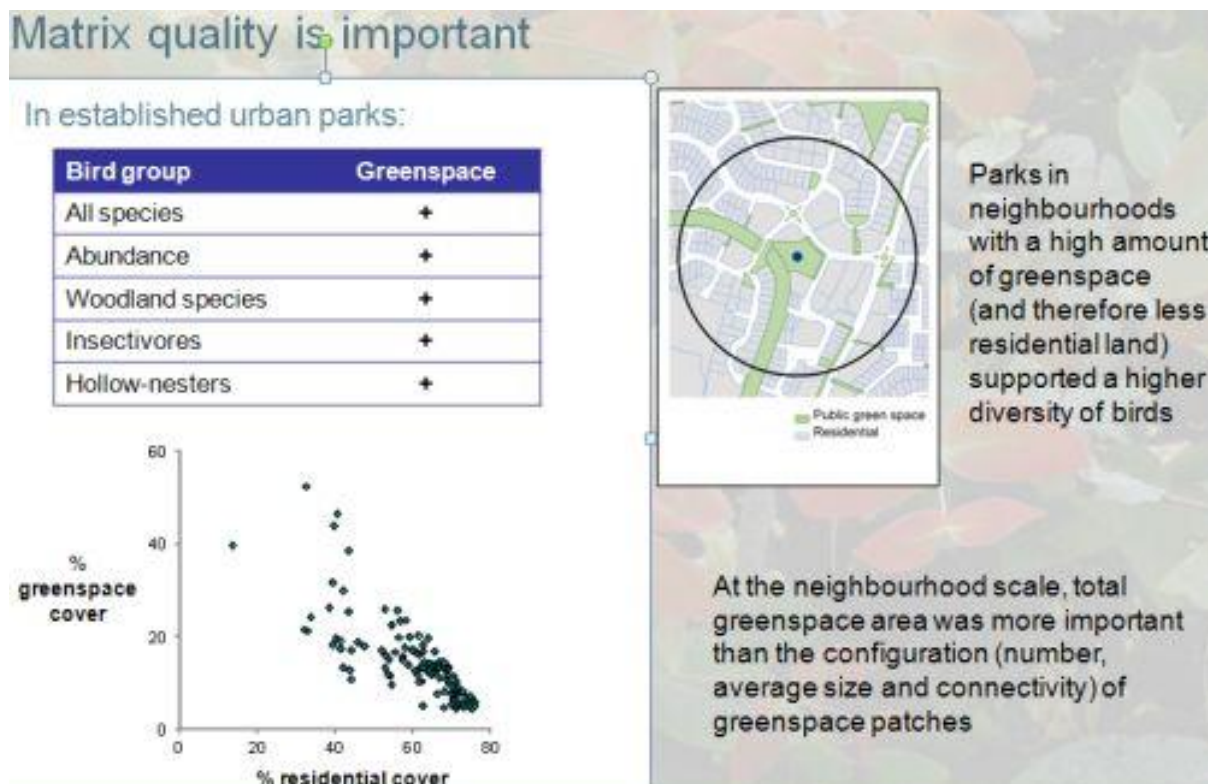 Matrix quality is important
In established urban parks:
Bird group Greenspace
All species +
Abundance +
Woodland species +
Insectivores +
Hollow-nesters +
60
40
20
0
%
greenspace
cover
0 20 40 60 80
% residential cover
Public green space
Residential
Parks in
neighbourhoods
with a high amount
of greenspace
(and therefore less
residential land)
supported a higher
diversity of birds
At the neighbourhood scale, total
greenspace area was more important
than the configuration (number,
average size and connectivity) of
greenspace patches